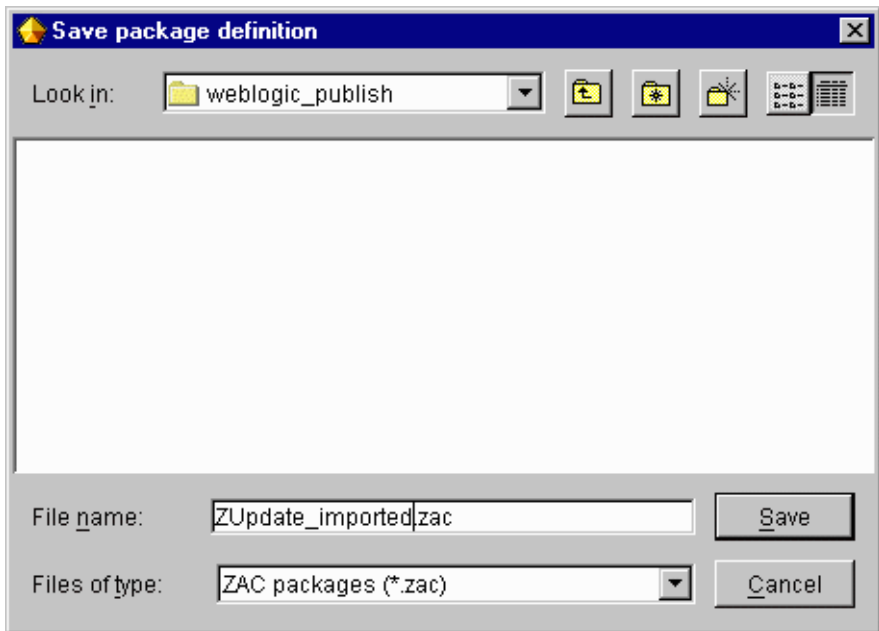 Save package definition
Look in: weblogic_publish
File name: ZUpdate_imported.zac Save
Files of type: ZAC packages (*.zac) Cancel